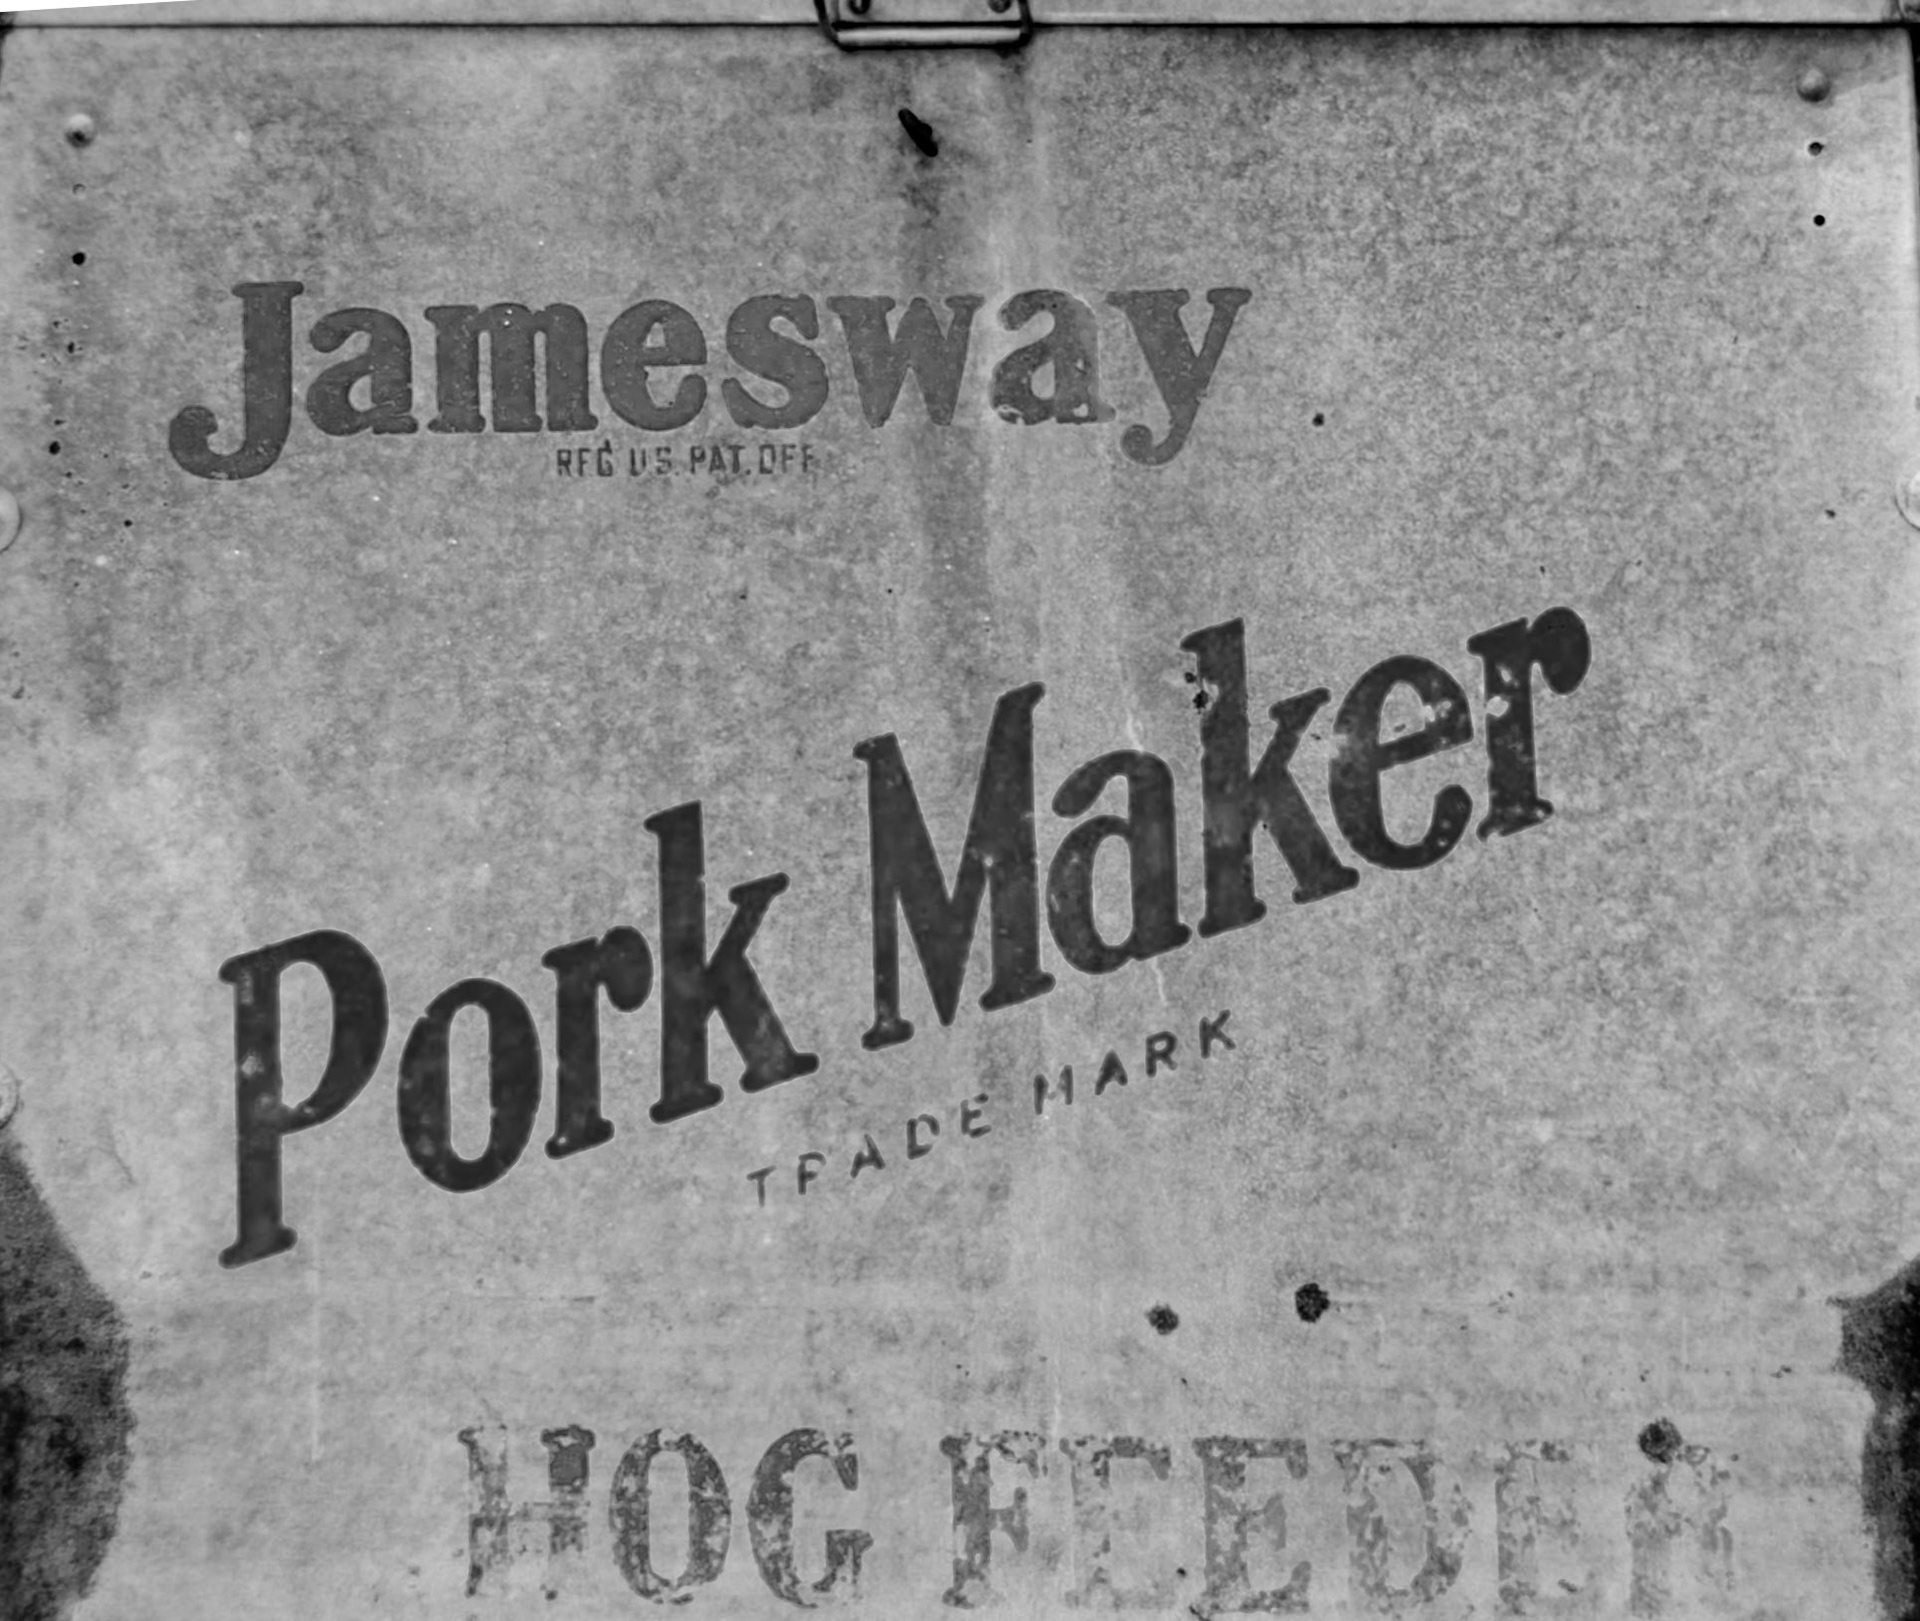 Jamesway
REG U.S. PAT. OFF.
Pork Maker
TRADE MARK
HOG FEEDER